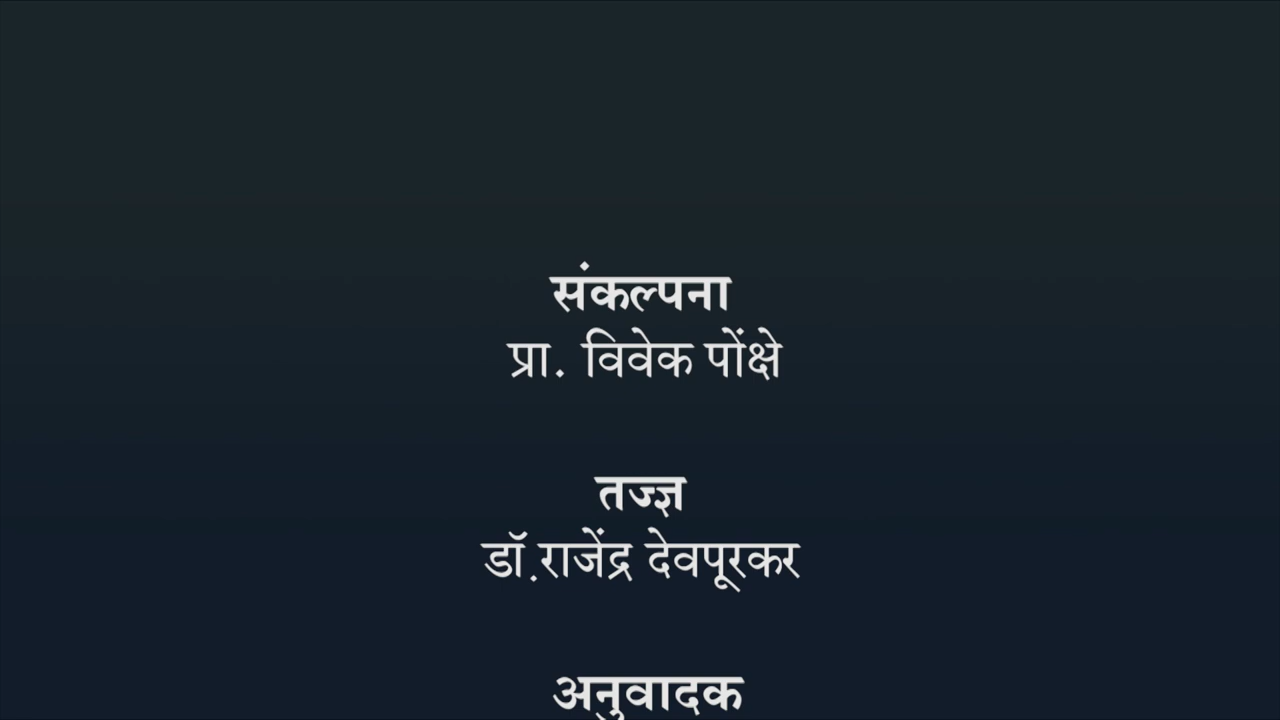 संकल्पना
प्रा. विवेक पोंक्षे
तज्ज्ञ
डॉ.राजेंद्र देवपूरकर
अनुवादक